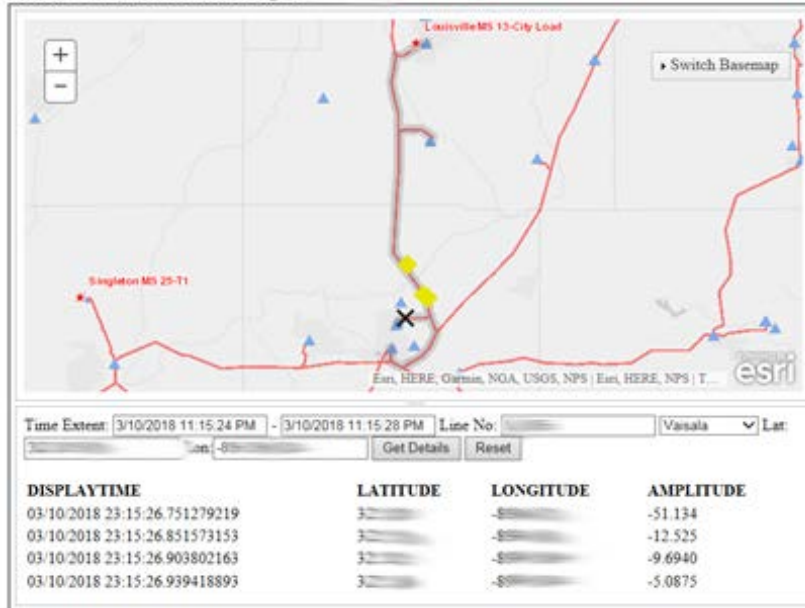 +
Louisville MS 13-City Load
▸ Switch Basemap
−
Singleton MS 25-T1
Esri, HERE, Garmin, NGA, USGS, NPS | Esri, HERE, NPS | T...
esri
Time Extent: 3/10/2018 11:15:24 PM - 3/10/2018 11:15:28 PM Line No: Vaisala Lat:
Lon: Get Details Reset
DISPLAYTIME LATITUDE LONGITUDE AMPLITUDE
03/10/2018 23:15:26.751279219 -51.134
03/10/2018 23:15:26.851573153 -12.525
03/10/2018 23:15:26.903802163 -9.6940
03/10/2018 23:15:26.939418893 -5.0875